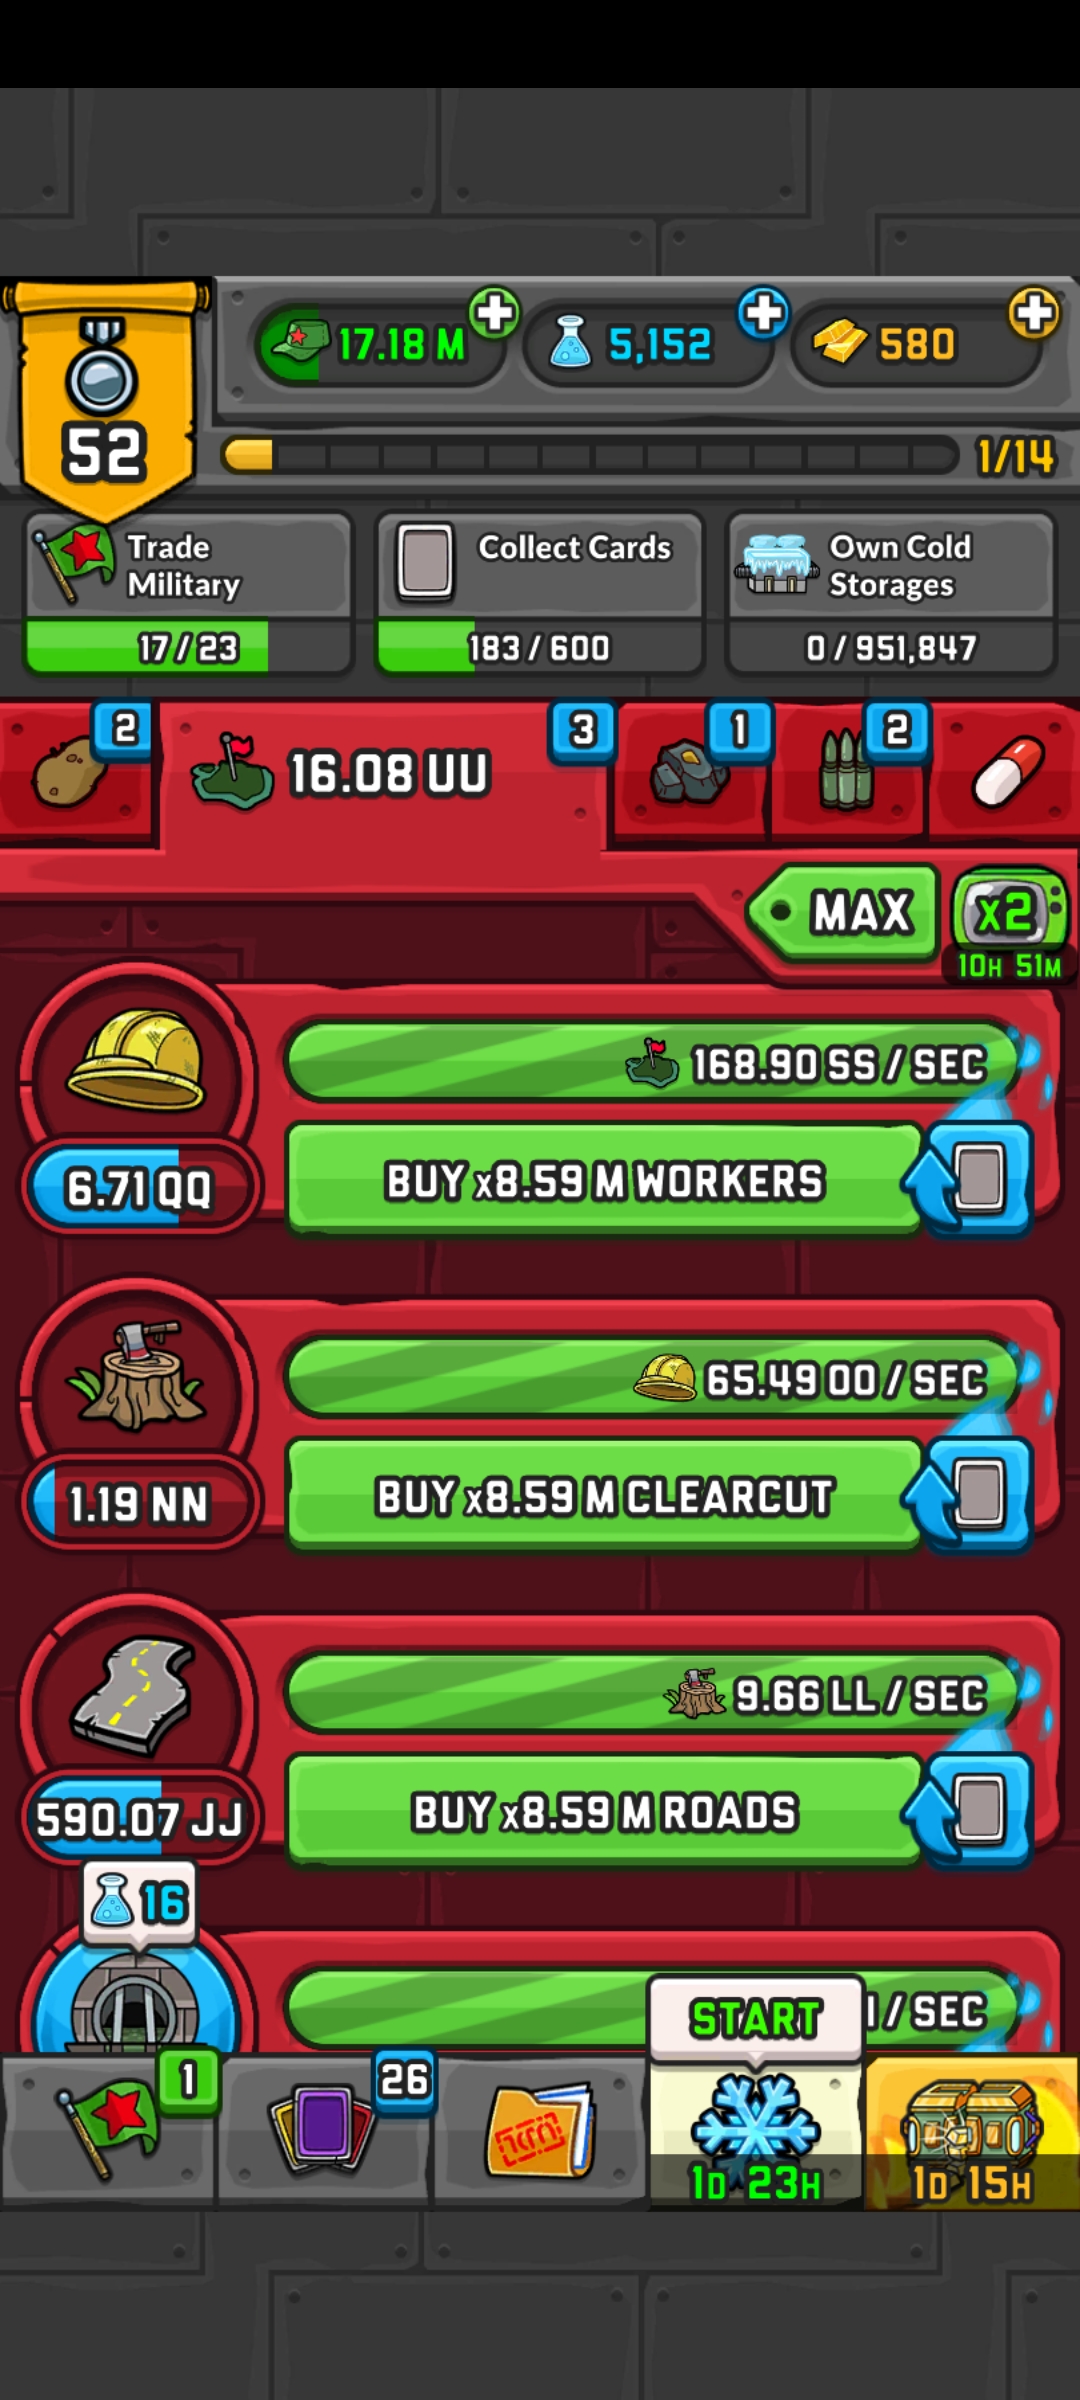 17.18 M
5,152
580
52
1/14
Trade
Military
Collect Cards
Own Cold
Storages
17/23
183/600
0/951,847
2
16.08 UU
3
1
2
MAX
x2
10H 51M
168.90 SS / SEC
6.71 QQ
BUY x8.59 M WORKERS
65.49 OO / SEC
1.19 NN
BUY x8.59 M CLEARCUT
9.66 LL / SEC
590.07 JJ
BUY x8.59 M ROADS
16
/ SEC
START
1
26
1D 23H
1D 15H